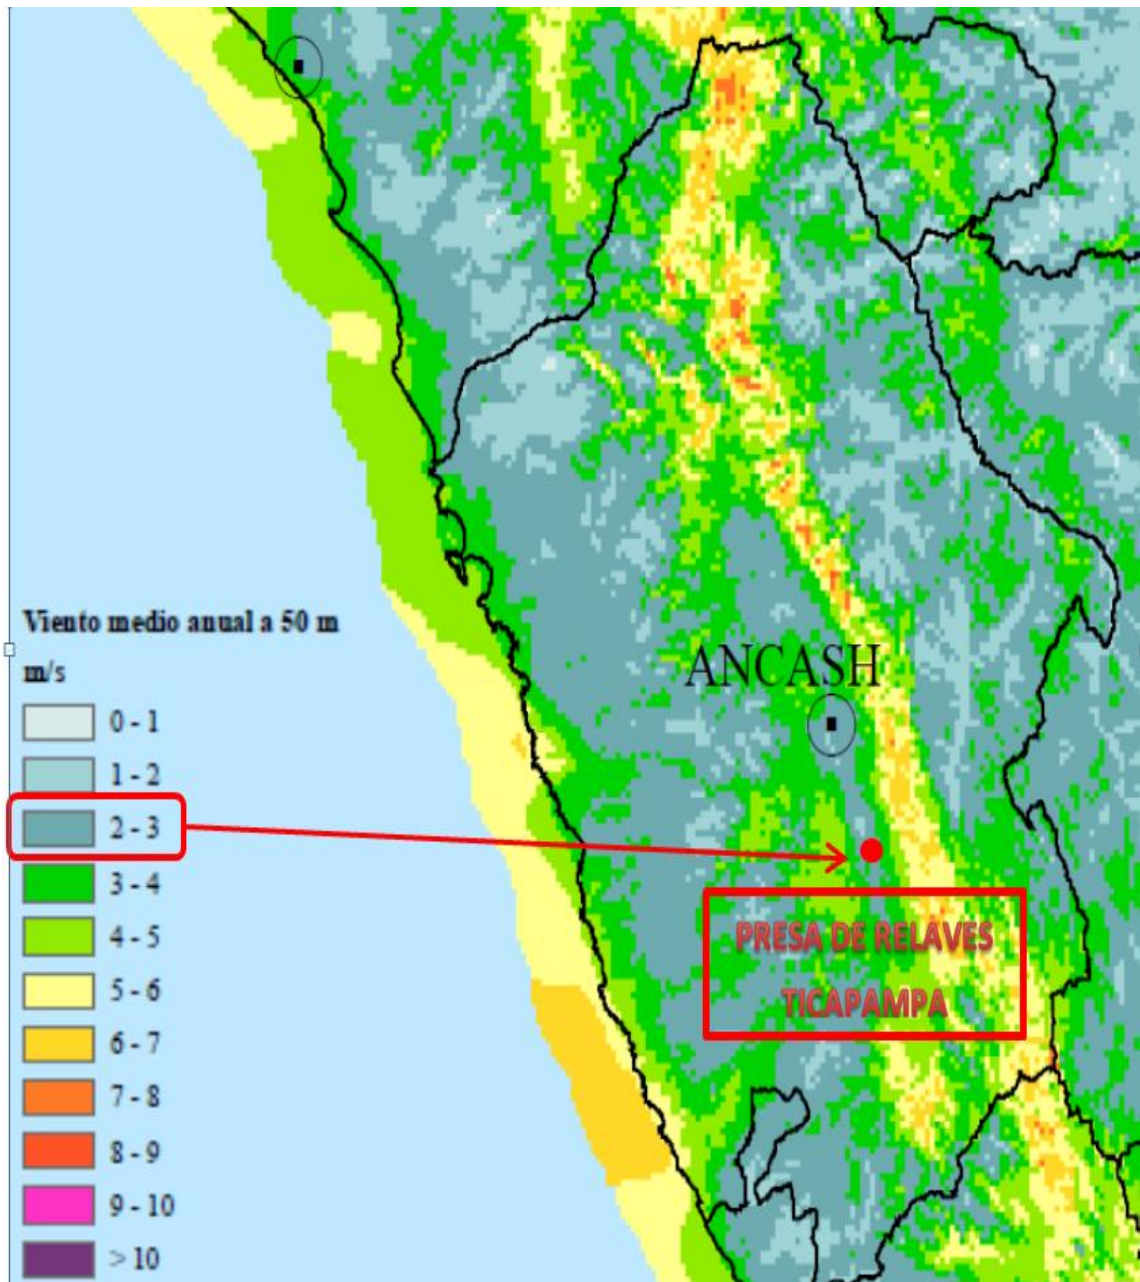 ANCASH
PRESA DE RELAVES
TICAPAMPA
Viento medio anual a 50 m
m/s
0 - 1
1 - 2
2 - 3
3 - 4
4 - 5
5 - 6
6 - 7
7 - 8
8 - 9
9 - 10
> 10